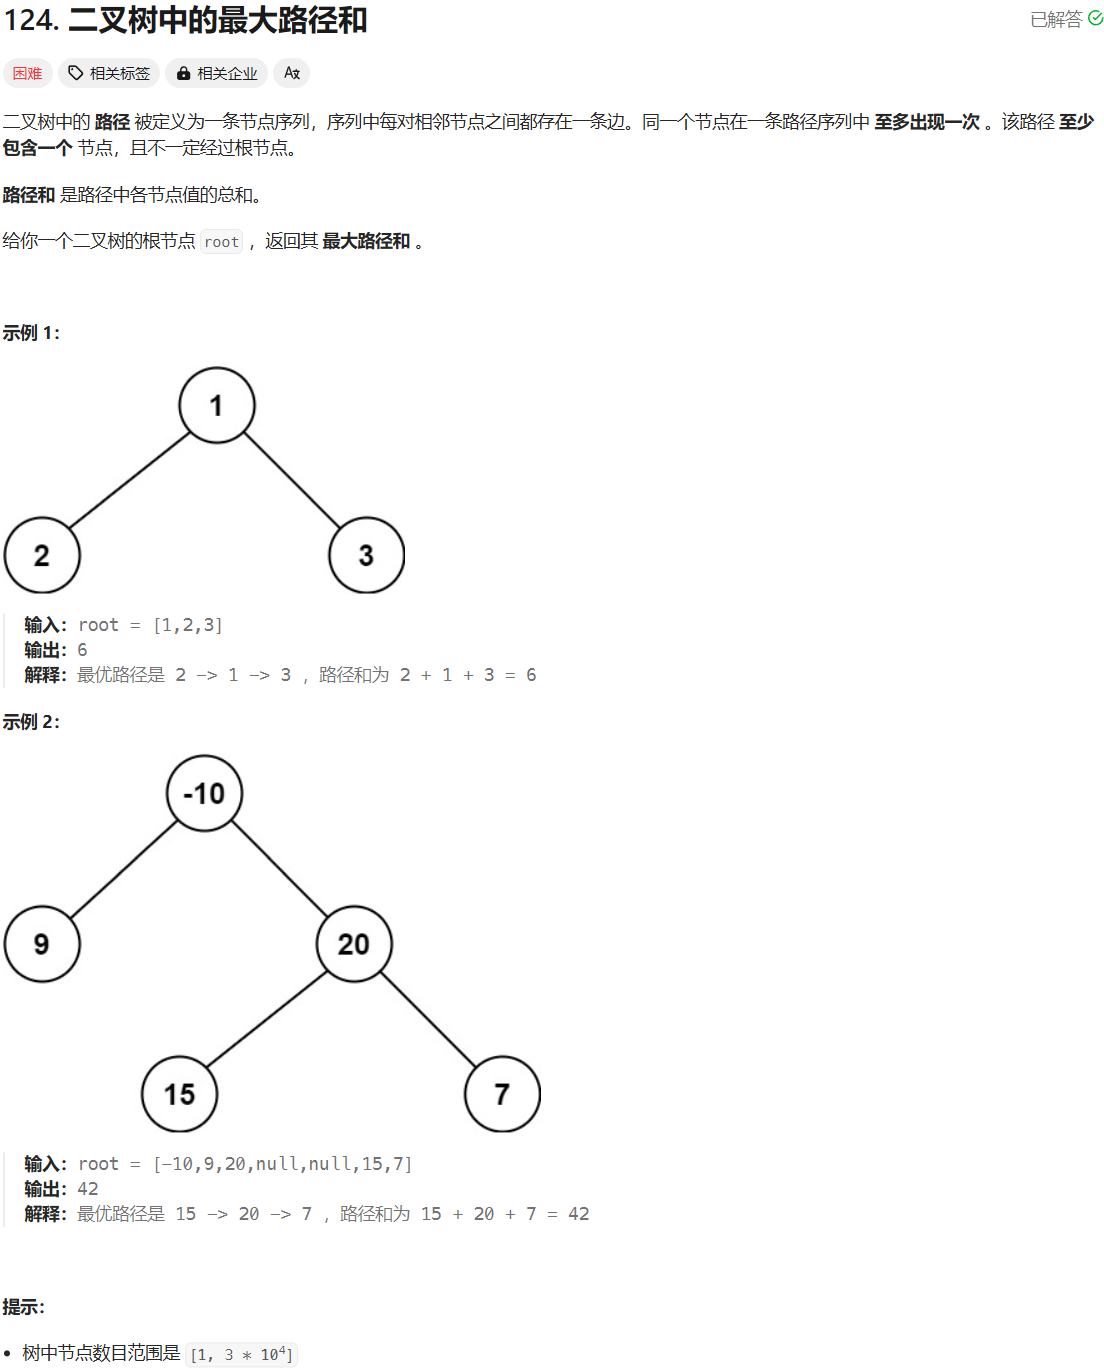 124. 二叉树中的最大路径和
已解答
困难 相关标签 相关企业 Aあ
二叉树中的 路径 被定义为一条节点序列，序列中每对相邻节点之间都存在一条边。同一个节点在一条路径序列中 至多出现一次 。该路径 至少
包含一个 节点，且不一定经过根节点。
路径和 是路径中各节点值的总和。
给你一个二叉树的根节点 root ，返回其 最大路径和 。
示例 1：
1
2 3
输入：root = [1,2,3]
输出：6
解释：最优路径是 2 -> 1 -> 3 ，路径和为 2 + 1 + 3 = 6
示例 2：
-10
9 20
15 7
输入：root = [-10,9,20,null,null,15,7]
输出：42
解释：最优路径是 15 -> 20 -> 7 ，路径和为 15 + 20 + 7 = 42
提示：
• 树中节点数目范围是 [1, 3 * 10⁴]